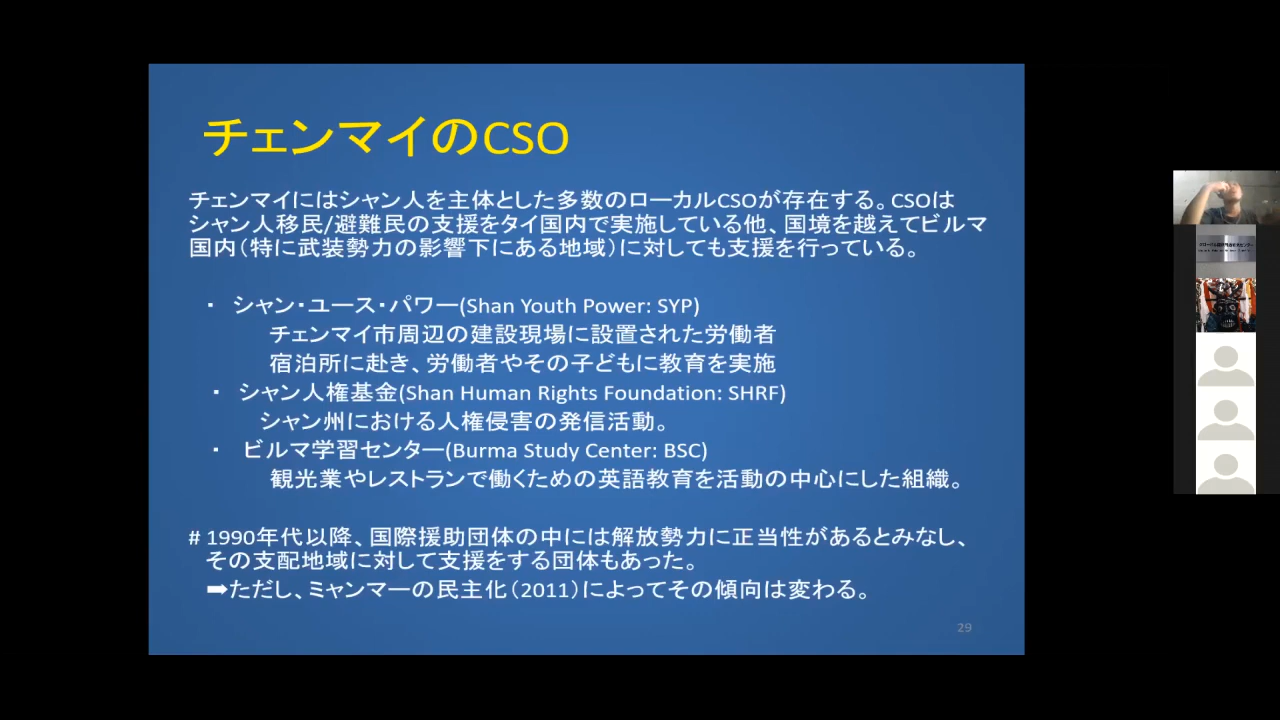 チェンマイのCSO
チェンマイにはシャン人を主体とした多数のローカルCSOが存在する。CSOは
シャン人移民/避難民の支援をタイ国内で実施している他、国境を越えてビルマ
国内(特に武装勢力の影響下にある地域)に対しても支援を行っている。
・ シャン・ユース・パワー(Shan Youth Power: SYP)
チェンマイ市周辺の建設現場に設置された労働者
宿泊所に赴き、労働者やその子どもに教育を実施
・ シャン人権基金(Shan Human Rights Foundation: SHRF)
シャン州における人権侵害の発信活動。
・ ビルマ学習センター(Burma Study Center: BSC)
観光業やレストランで働くための英語教育を活動の中心にした組織。
# 1990年代以降、国際援助団体の中には解放勢力に正当性があるとみなし、
その支配地域に対して支援をする団体もあった。
➡ただし、ミャンマーの民主化(2011)によってその傾向は変わる。
29